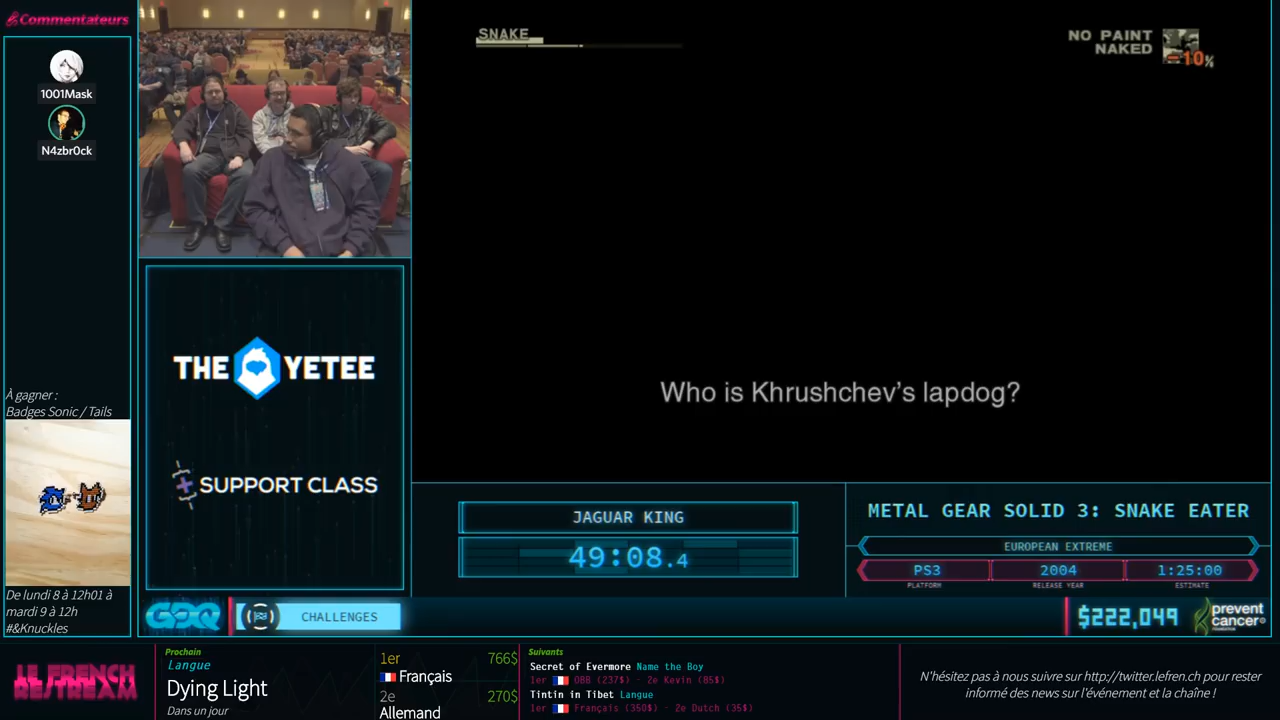 Commentateurs
1001Mask
N4zbr0ck
À gagner :
Badges Sonic / Tails
De lundi 8 à 12h01 à
mardi 9 à 12h
#&Knuckles
THE YETEE
SUPPORT CLASS
SNAKE
NO PAINT
NAKED
-10%
Who is Khrushchev's lapdog?
JAGUAR KING
49:08.4
METAL GEAR SOLID 3: SNAKE EATER
EUROPEAN EXTREME
PS3 2004 1:25:00
PLATFORM RELEASE YEAR ESTIMATE
GDQ
CHALLENGES
$222,049
prevent
cancer
FOUNDATION
LE FRENCH
RESTREAM
Prochain
Langue
Dying Light
Dans un jour
1er 766$
Français
2e 270$
Allemand
Suivants
Secret of Evermore Name the Boy
1er OBB (237$) - 2e Kevin (85$)
Tintin in Tibet Langue
1er Français (350$) - 2e Dutch (35$)
N'hésitez pas à nous suivre sur http://twitter.lefren.ch pour rester
informé des news sur l'événement et la chaîne !